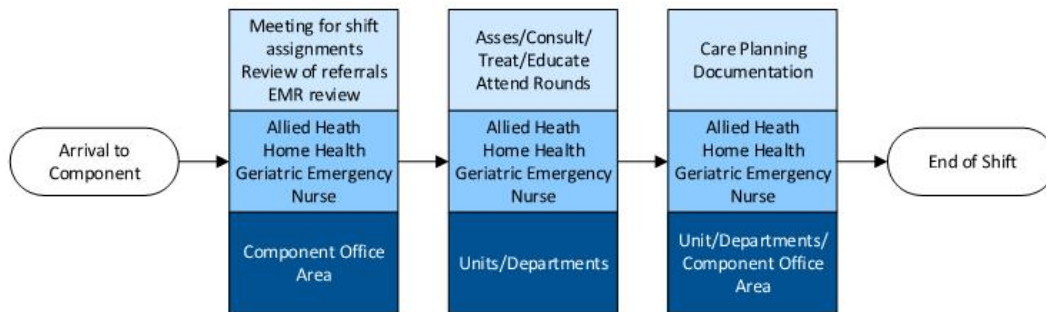 Arrival to
Component
Meeting for shift
assignments
Review of referrals
EMR review
Allied Heath
Home Health
Geriatric Emergency
Nurse
Component Office
Area
Asses/Consult/
Treat/Educate
Attend Rounds
Allied Heath
Home Health
Geriatric Emergency
Nurse
Units/Departments
Care Planning
Documentation
Allied Heath
Home Health
Geriatric Emergency
Nurse
Unit/Departments/
Component Office
Area
End of Shift